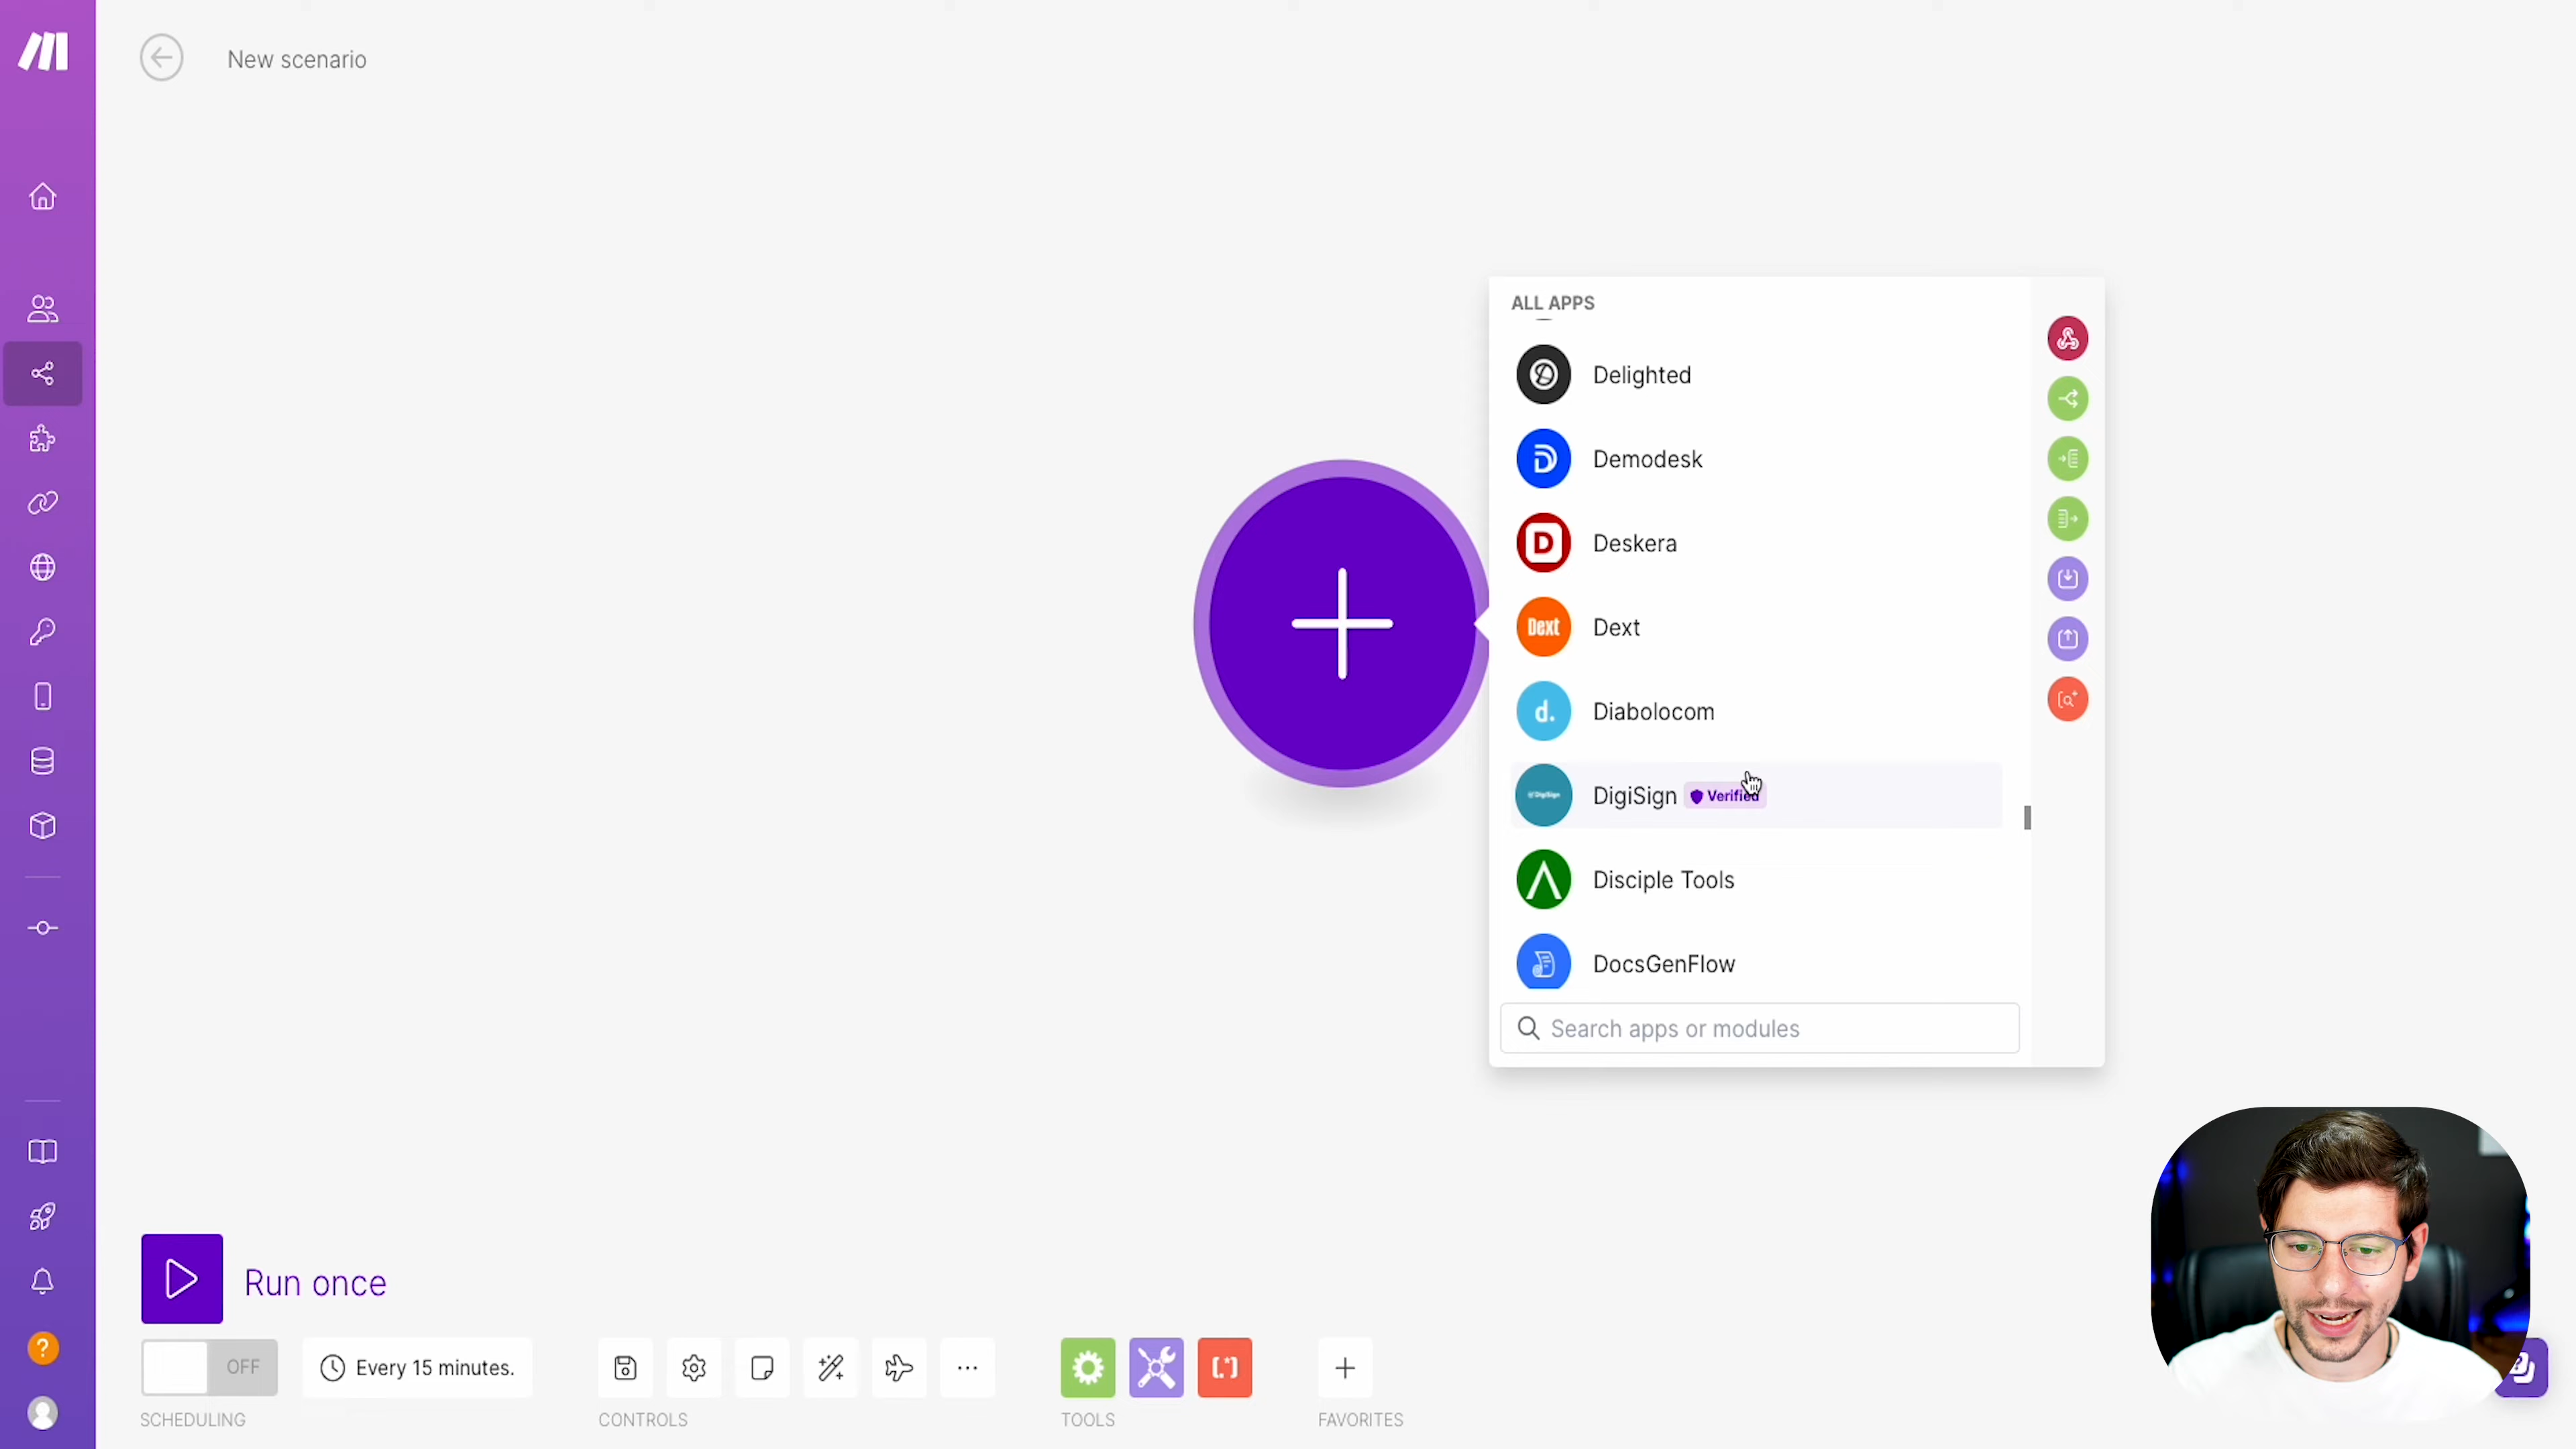 New scenario
ALL APPS
Delighted
Demodesk
D
Deskera
Dext
Dext
d.
Diabolocom
DigiSign
DigiSign Verified
Disciple Tools
DocsGenFlow
Search apps or modules
Run once
OFF
Every 15 minutes.
SCHEDULING
CONTROLS
TOOLS
FAVORITES